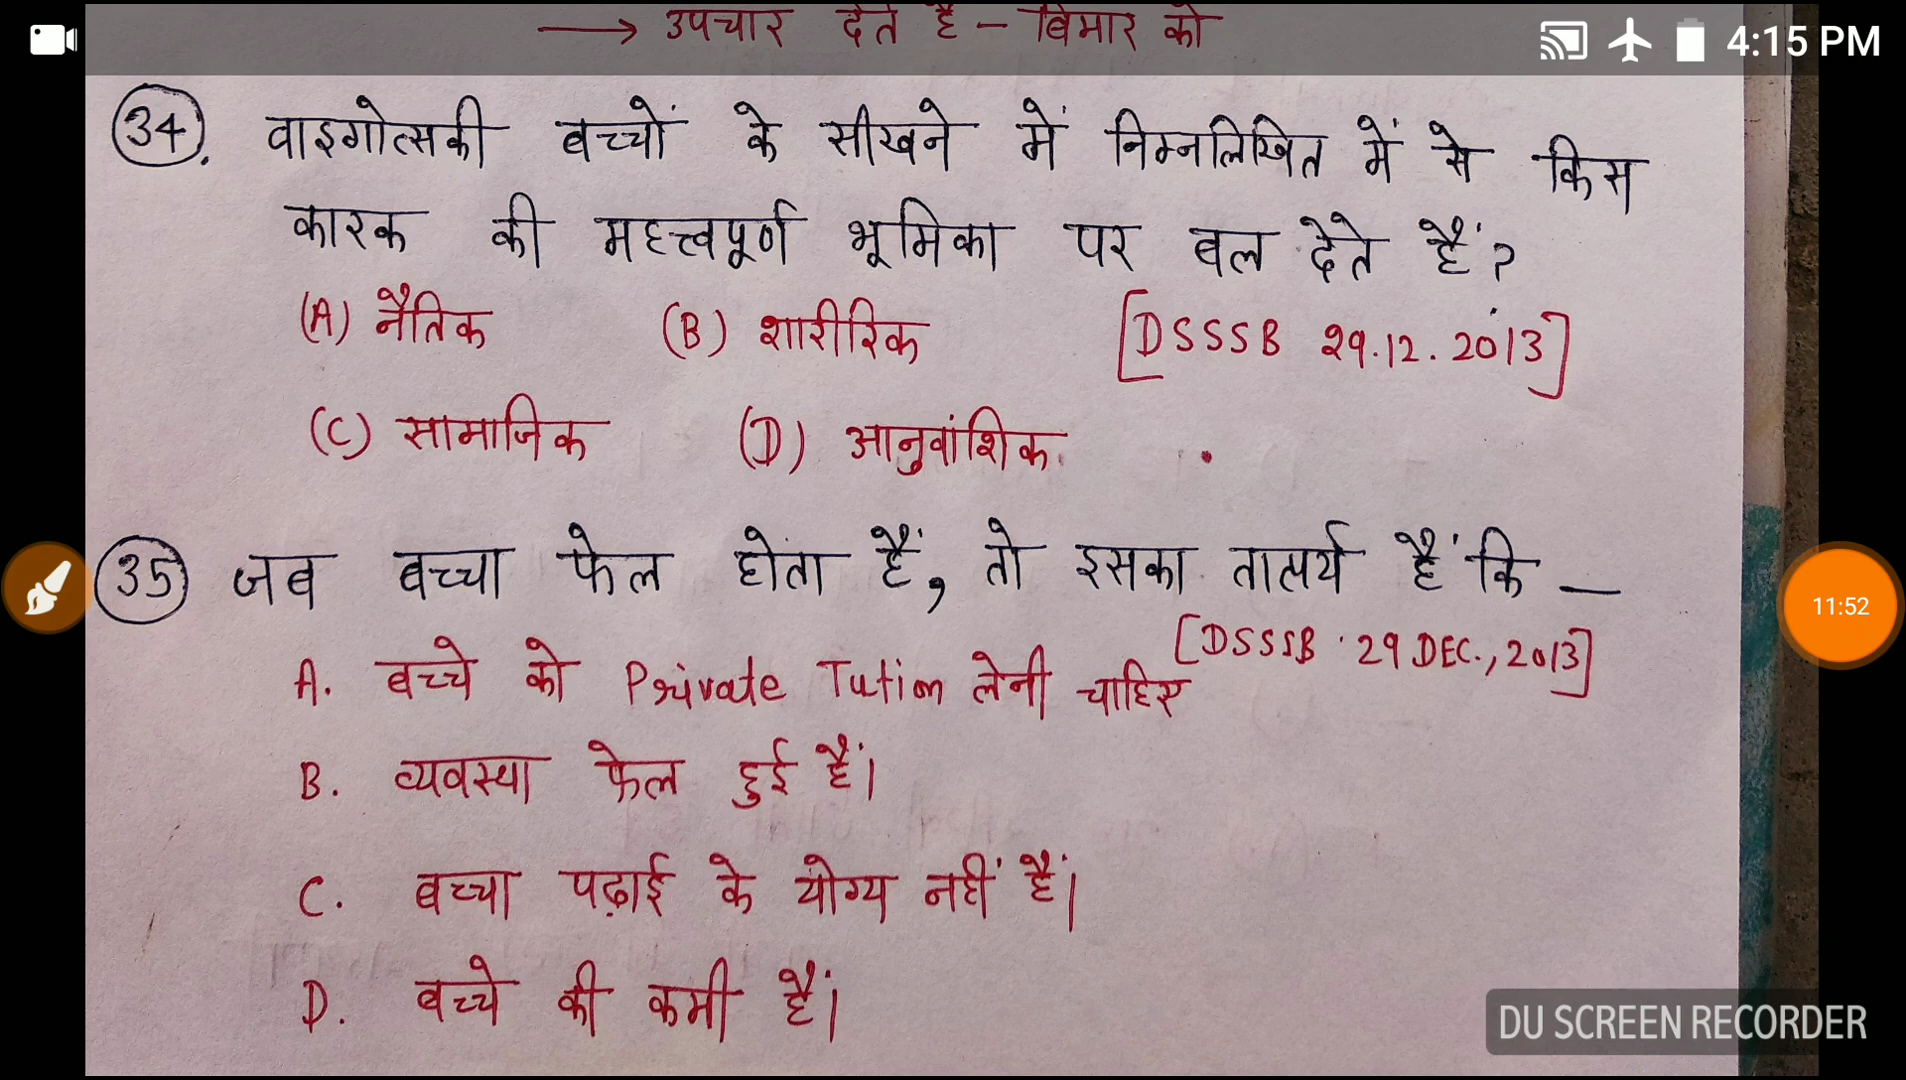 → उपचार देते हैं – बिमार को
4:15 PM
34. वाइगोत्सकी बच्चों के सीखने में निम्नलिखित में से किस
कारक की महत्त्वपूर्ण भूमिका पर बल देते हैं?
(A) नैतिक (B) शारीरिक [DSSSB 29.12.2013]
(C) सामाजिक (D) आनुवांशिक
35 जब बच्चा फेल होता हैं, तो इसका तात्पर्य हैं कि —
[DSSSB 29 DEC., 2013]
A. बच्चे को Private Tution लेनी चाहिए
11:52
B. व्यवस्था फेल हुई हैं।
C. बच्चा पढ़ाई के योग्य नहीं हैं।
D. बच्चे की कमी हैं।
DU SCREEN RECORDER